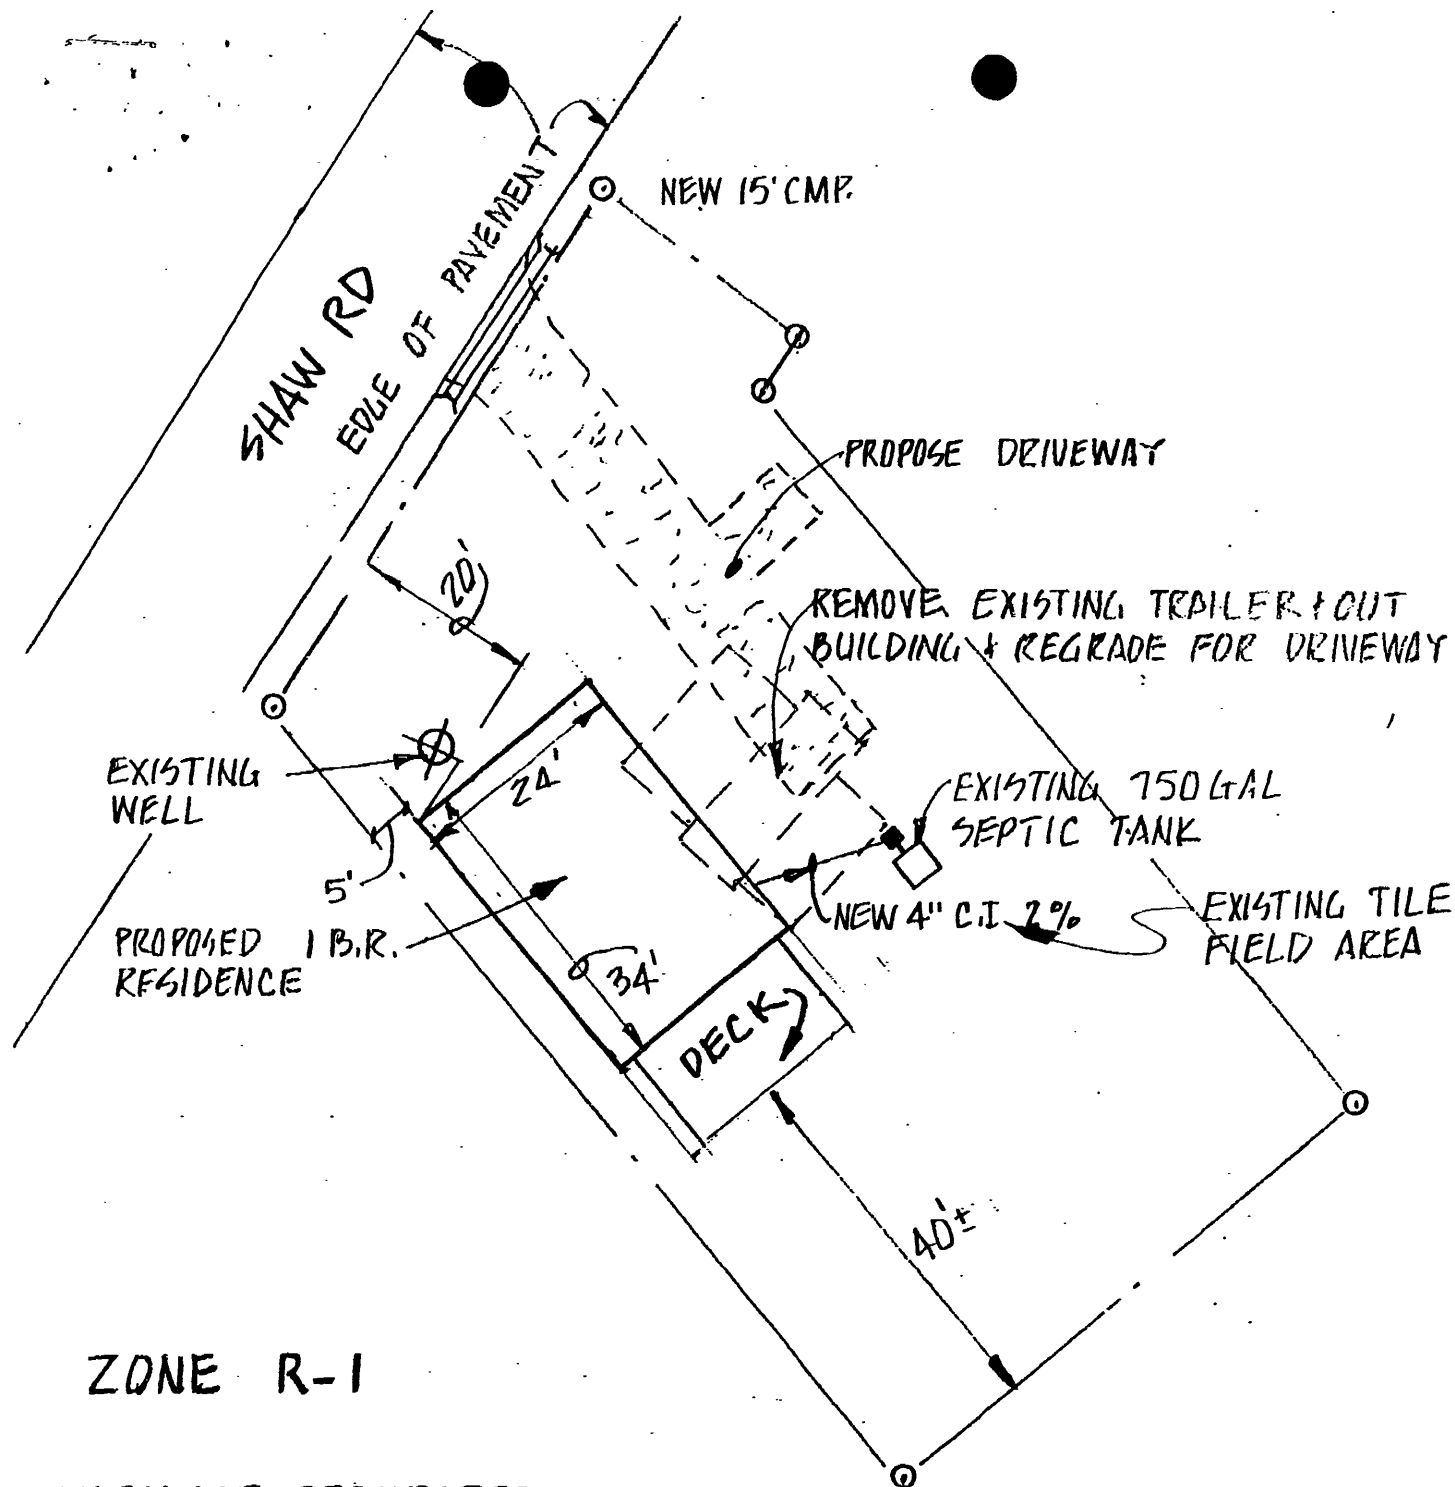 NEW 15' CMP.
SHAW RD
EDGE OF PAVEMENT
PROPOSE DRIVEWAY
20'
REMOVE EXISTING TRAILER & OUT
BUILDING & REGRADE FOR DRIVEWAY
EXISTING
WELL
24'
EXISTING 750 GAL
SEPTIC TANK
5'
NEW 4" C.I 2%
EXISTING TILE
FIELD AREA
PROPOSED 1 B.R.
RESIDENCE
34'
DECK
40'±
ZONE R-1